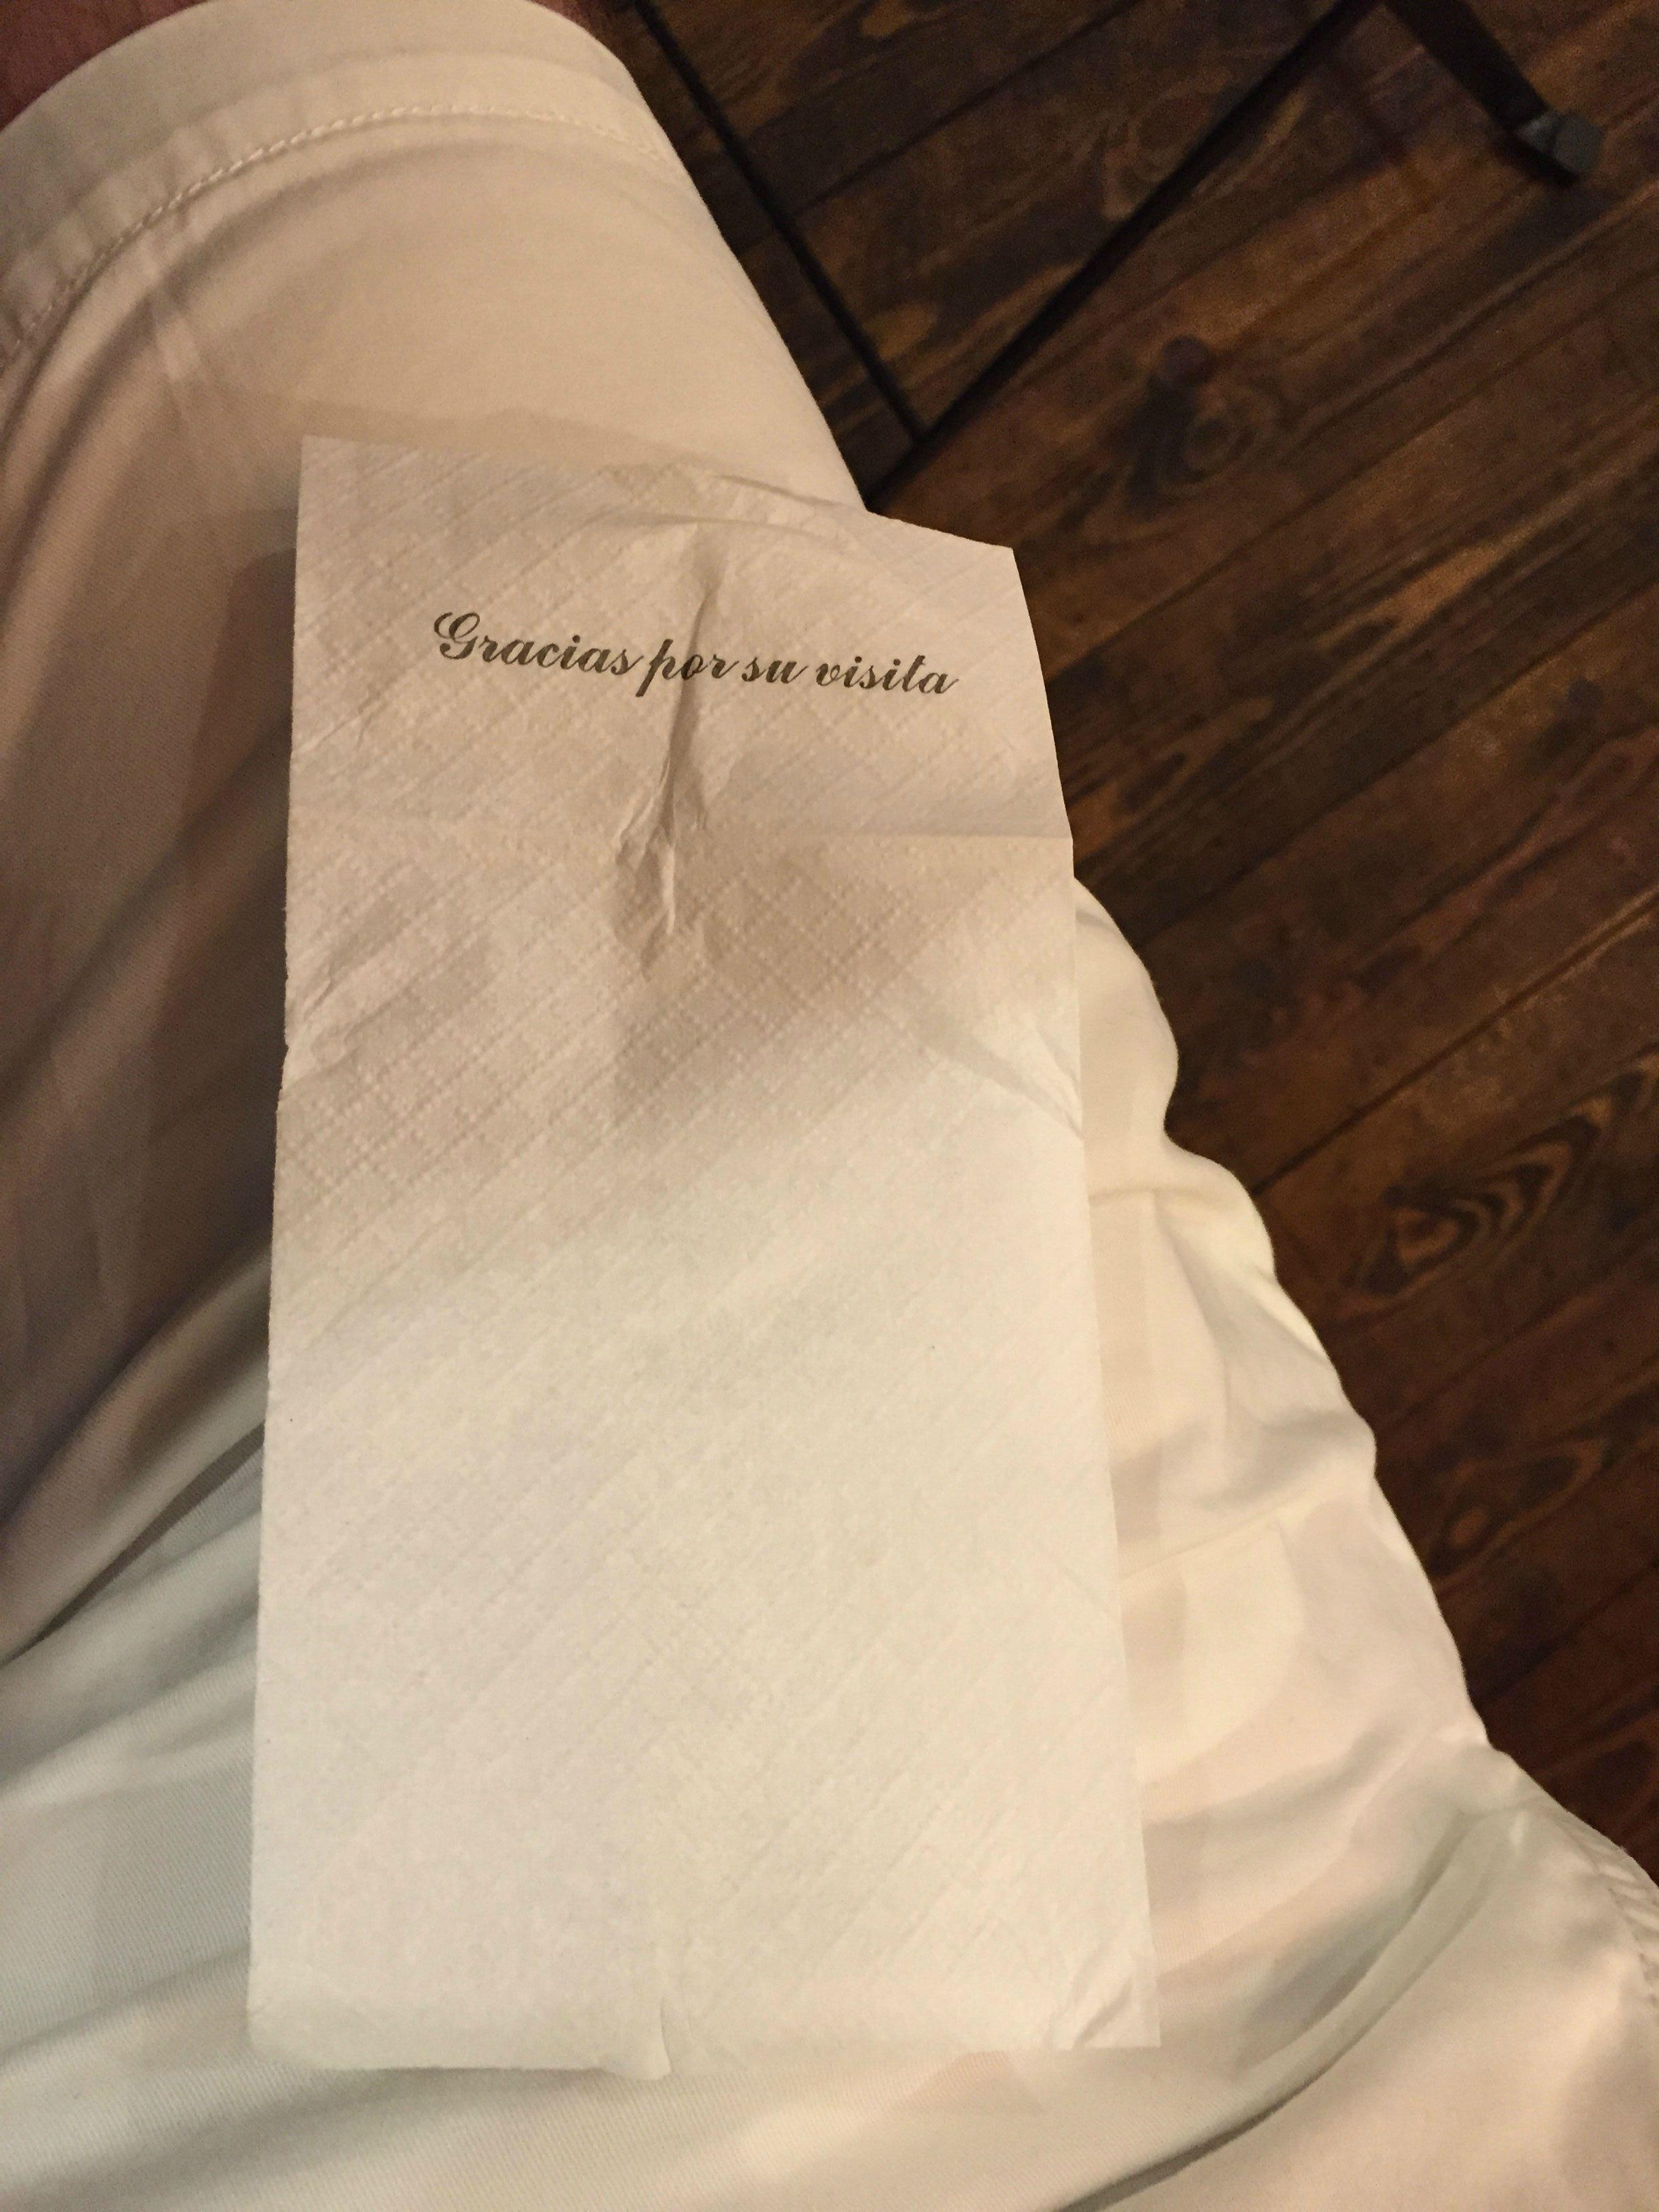 Gracias por su visita